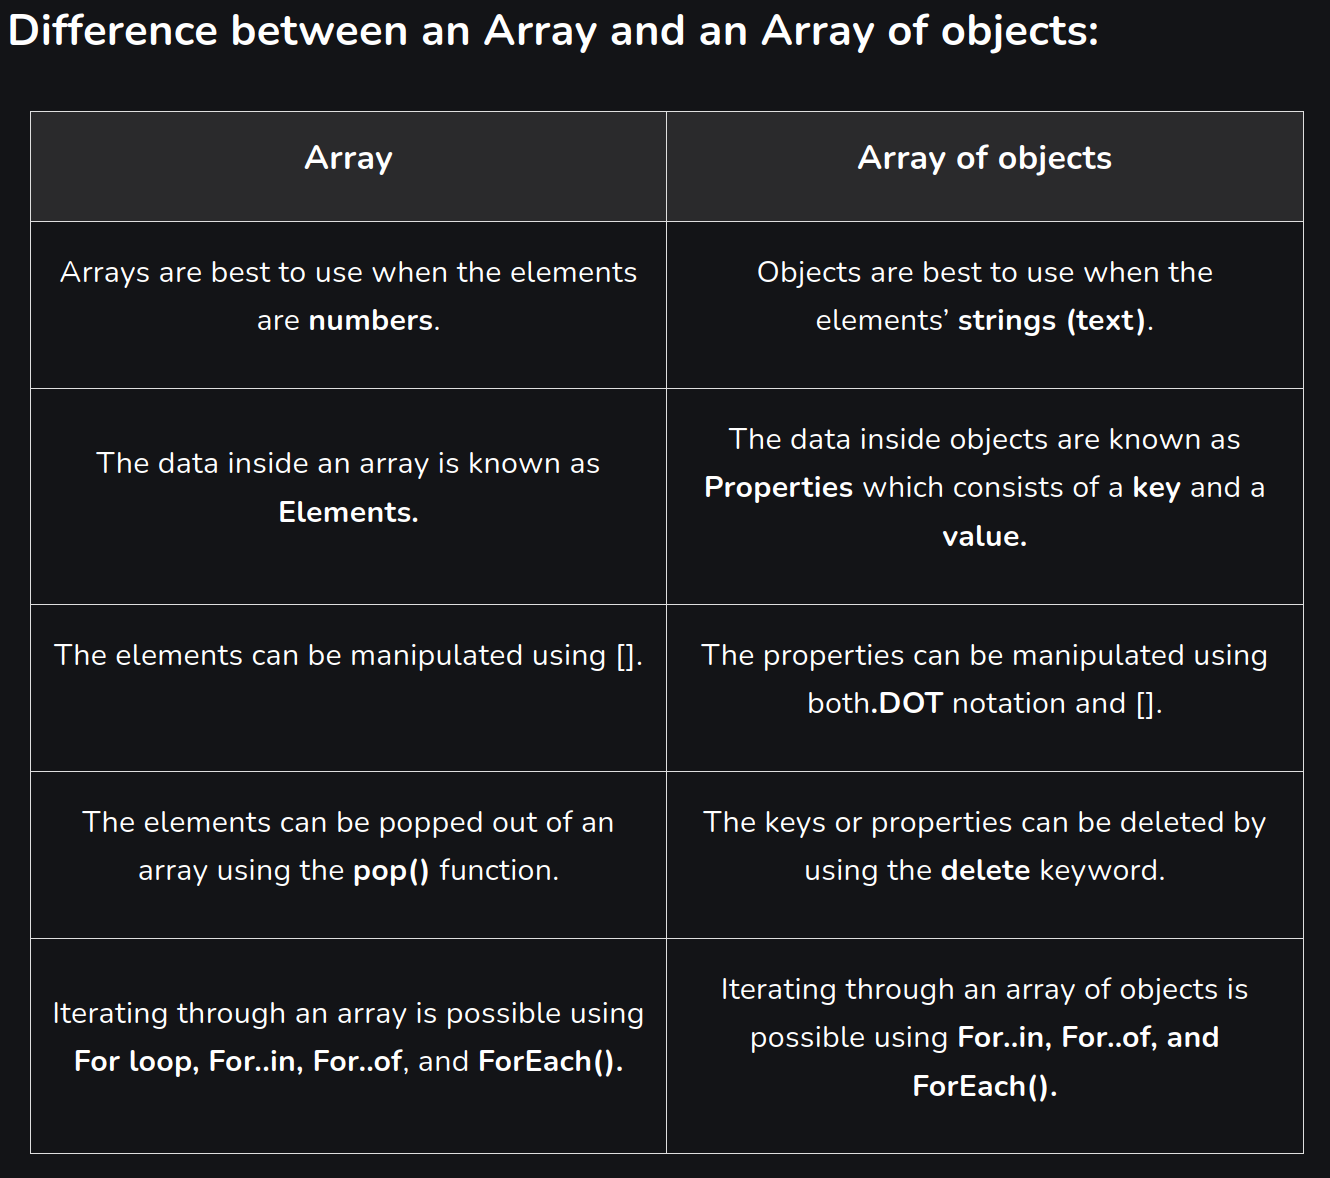 Difference between an Array and an Array of objects:
Array
Array of objects
Arrays are best to use when the elements
are numbers.
Objects are best to use when the
elements’ strings (text).
The data inside an array is known as
Elements.
The data inside objects are known as
Properties which consists of a key and a
value.
The elements can be manipulated using [].
The properties can be manipulated using
both.DOT notation and [].
The elements can be popped out of an
array using the pop() function.
The keys or properties can be deleted by
using the delete keyword.
Iterating through an array is possible using
For loop, For..in, For..of, and ForEach().
Iterating through an array of objects is
possible using For..in, For..of, and
ForEach().